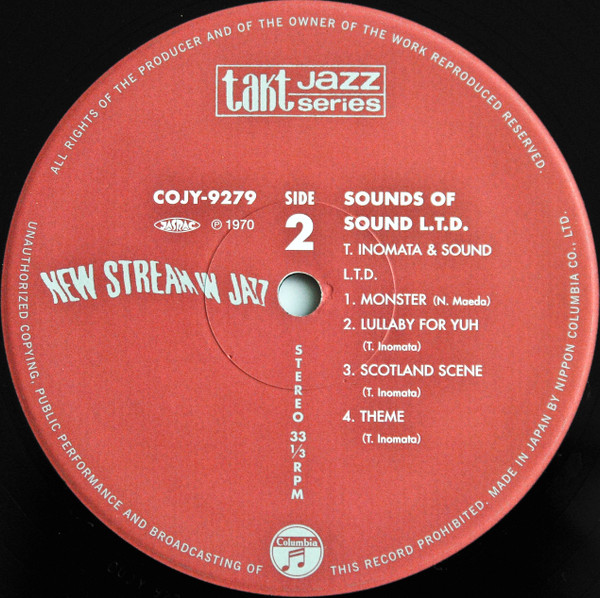 ALL RIGHTS OF THE PRODUCER AND OF THE OWNER OF THE WORK REPRODUCED RESERVED.
takt JAZZ
series
COJY-9279
JASRAC ℗ 1970
SIDE
2
SOUNDS OF
SOUND L.T.D.
T. INOMATA & SOUND
L.T.D.
1. MONSTER (N. Maeda)
2. LULLABY FOR YUH
(T. Inomata)
3. SCOTLAND SCENE
(T. Inomata)
4. THEME
(T. Inomata)
NEW STREAM IN JAZZ
STEREO 33 1/3 RPM
Columbia
UNAUTHORIZED COPYING, PUBLIC PERFORMANCE AND BROADCASTING OF THIS RECORD PROHIBITED. MADE IN JAPAN BY NIPPON COLUMBIA CO., LTD.